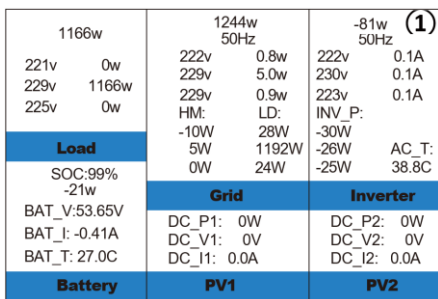 1166w
221v 0w
229v 1166w
225v 0w
Load
SOC:99%
-21w
BAT_V:53.65V
BAT_I: -0.41A
BAT_T: 27.0C
Battery
1244w
50Hz
222v 0.8w
229v 5.0w
229v 0.9w
HM: LD:
-10W 28W
5W 1192W
0W 24W
Grid
DC_P1: 0W
DC_V1: 0V
DC_I1: 0.0A
PV1
-81w
50Hz
①
222v 0.1A
230v 0.1A
223v 0.1A
INV_P:
-30W
-26W AC_T:
-25W 38.8C
Inverter
DC_P2: 0W
DC_V2: 0V
DC_I2: 0.0A
PV2